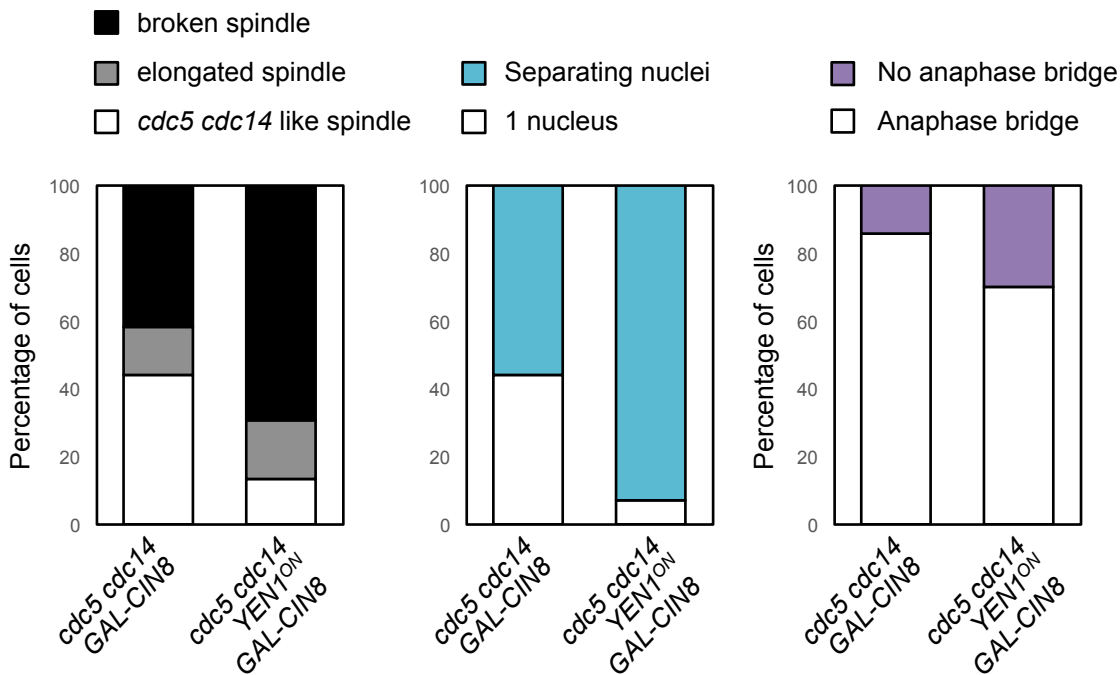 broken spindle
elongated spindle
cdc5 cdc14 like spindle
Separating nuclei
1 nucleus
No anaphase bridge
Anaphase bridge
Percentage of cells
100
80
60
40
20
0
cdc5 cdc14
GAL-CIN8
cdc5 cdc14
YEN1ON
GAL-CIN8
100
80
60
40
20
0
cdc5 cdc14
GAL-CIN8
cdc5 cdc14
YEN1ON
GAL-CIN8
Percentage of cells
100
80
60
40
20
0
cdc5 cdc14
GAL-CIN8
cdc5 cdc14
YEN1ON
GAL-CIN8